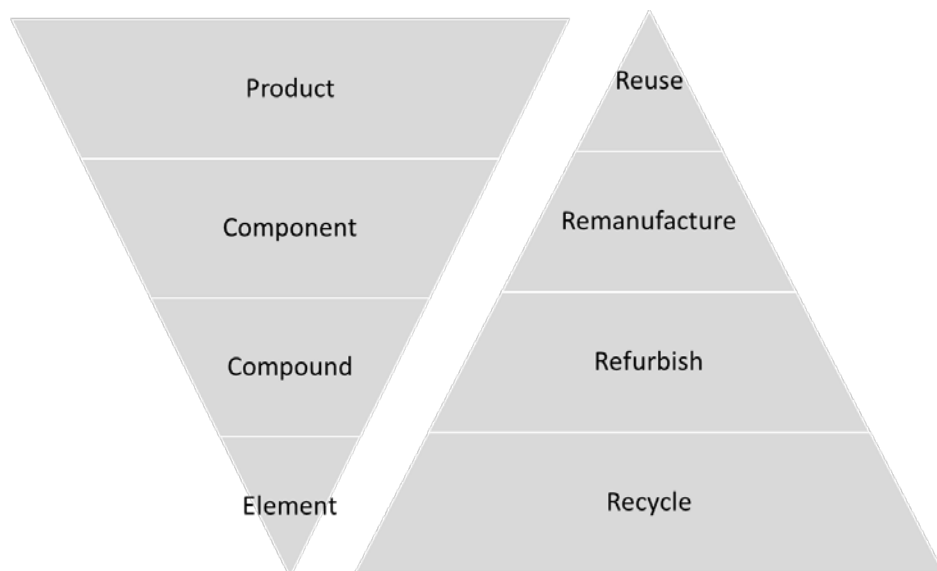 Product
Component
Compound
Element
Reuse
Remanufacture
Refurbish
Recycle